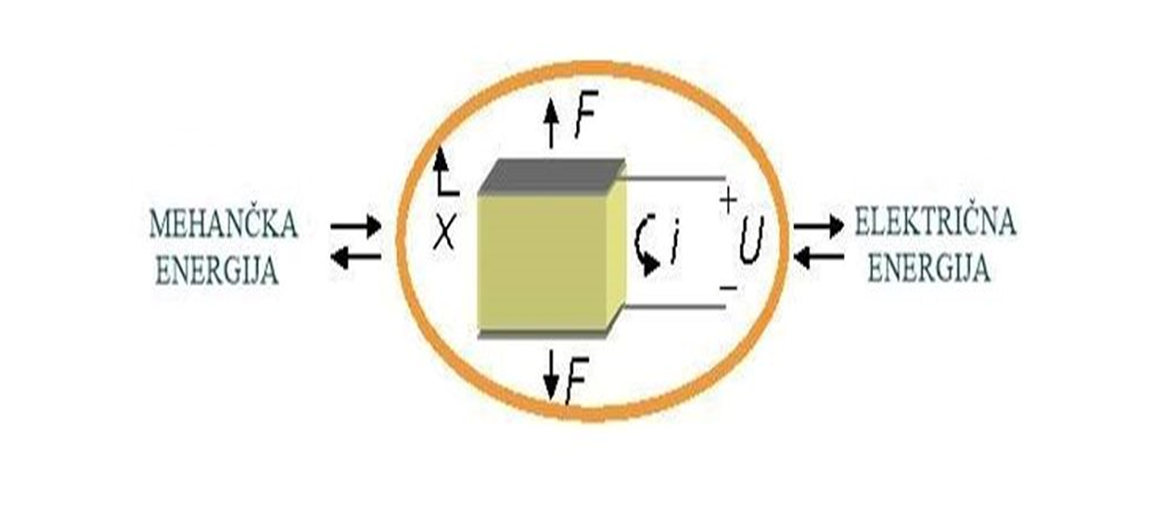 MEHANČKA
ENERGIJA
F
X
i
+
U
−
F
ELEKTRIČNA
ENERGIJA